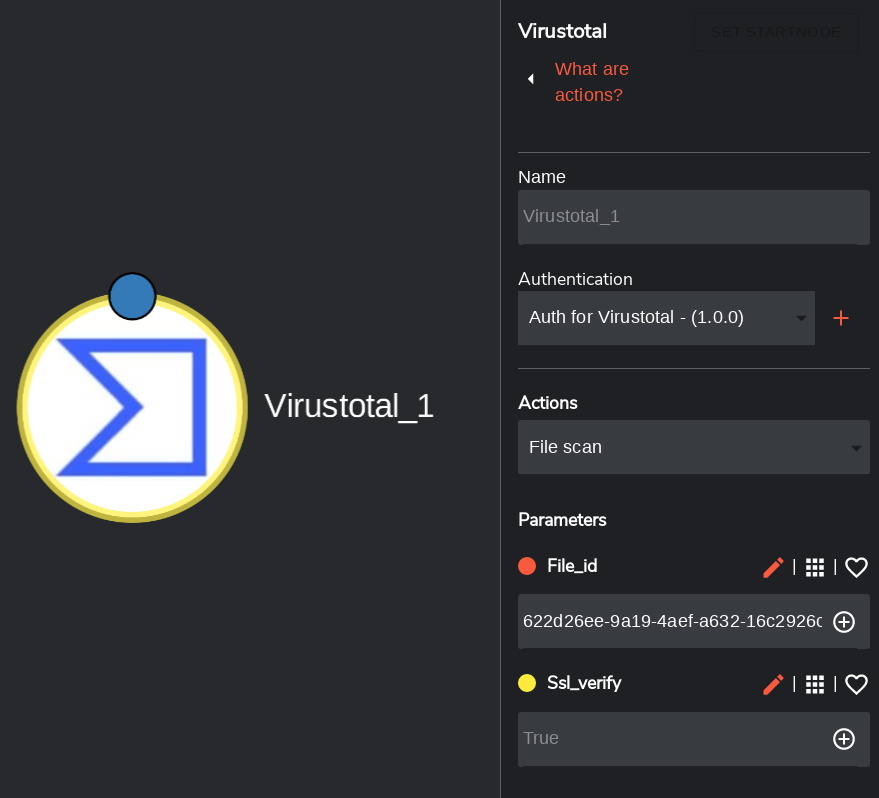 Virustotal
SET STARTNODE
What are
actions?
Name
Virustotal_1
Authentication
Auth for Virustotal - (1.0.0)
Virustotal_1
Actions
File scan
Parameters
File_id
622d26ee-9a19-4aef-a632-16c2926c
Ssl_verify
True